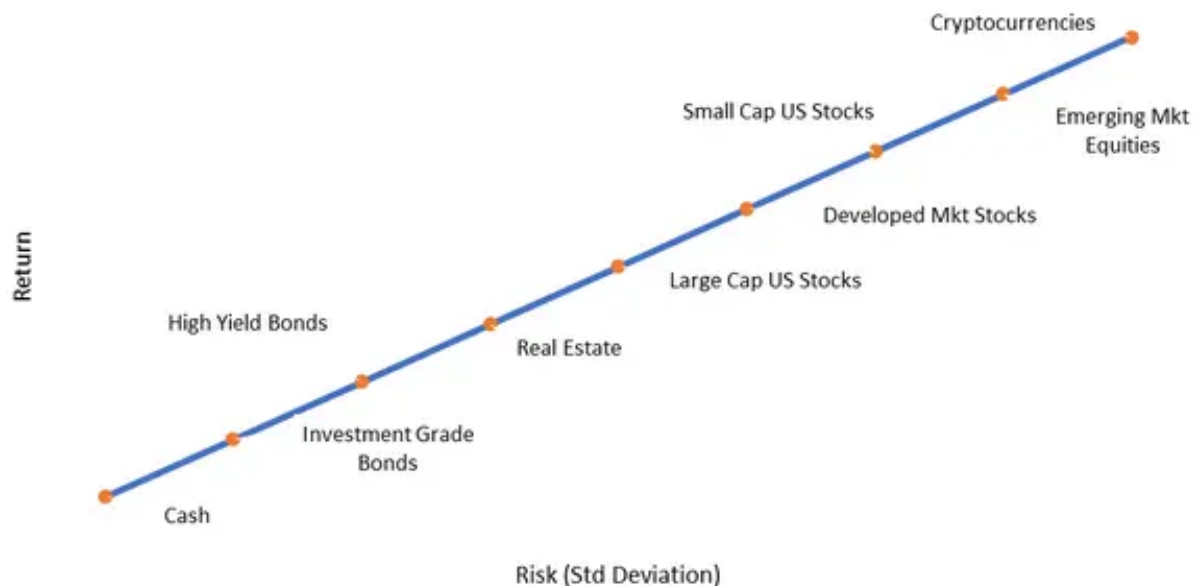 Cryptocurrencies
Small Cap US Stocks
Emerging Mkt
Equities
Developed Mkt Stocks
Return
Large Cap US Stocks
High Yield Bonds
Real Estate
Investment Grade
Bonds
Cash
Risk (Std Deviation)